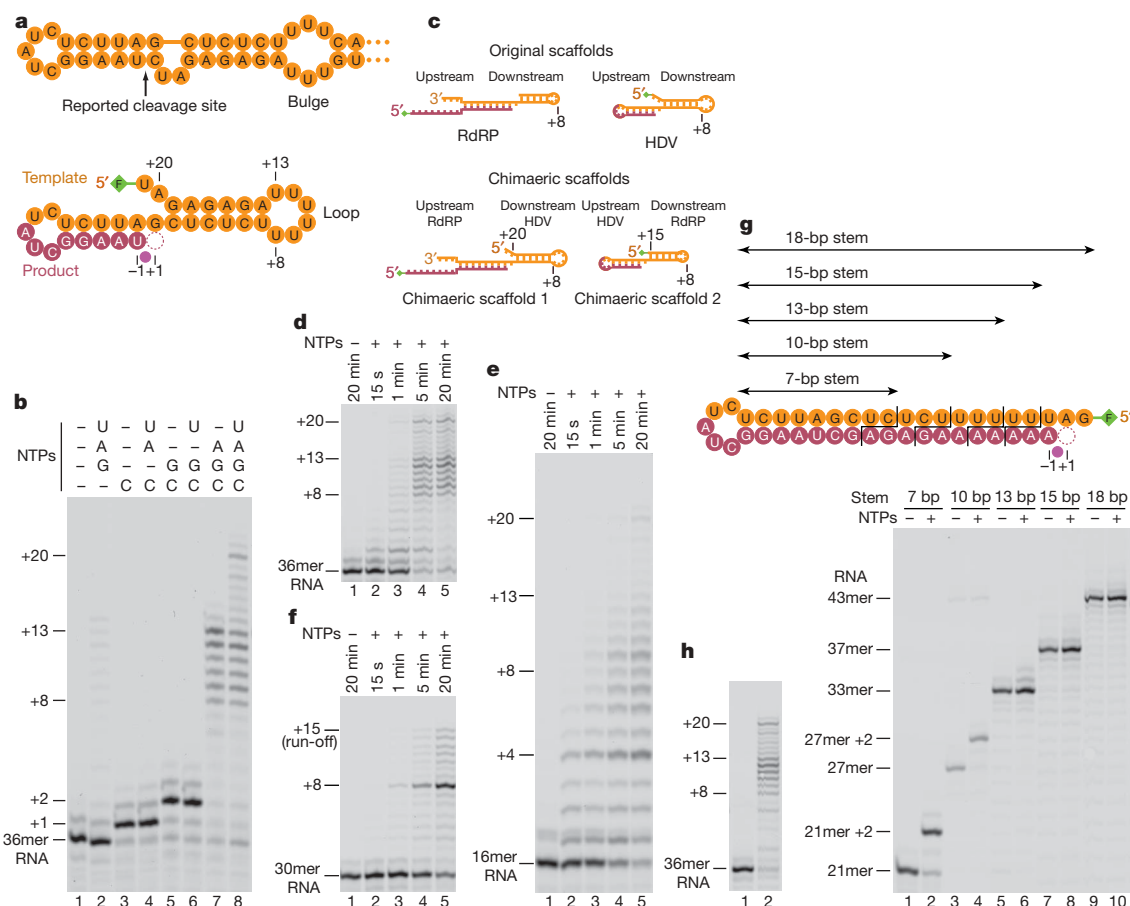 a
A U C U C U U A G C U C U C U U U U C A
U C G G A A U C U A G A G A G A U U U U G U
Reported cleavage site
Bulge
+20
+13
Template
5′ F U A G A G A G A U U U
Loop
U C U C U U A G C U C U C U U U
A U C G G A A U
Product
−1 +1
+8
b
NTPs
– U – U – – – U
– A – A – – A A
– G – – G G G G
– – C C C C C C
+20
+13
+8
+2
+1
36mer
RNA
1 2 3 4 5 6 7 8
c
Original scaffolds
Upstream Downstream
3′
5′
+8
RdRP
Upstream Downstream
5′
+8
HDV
Chimaeric scaffolds
Upstream RdRP
Downstream HDV
+20
3′
5′
5′
+8
Chimaeric scaffold 1
Upstream HDV
Downstream RdRP
+15
5′
+8
Chimaeric scaffold 2
d
NTPs – + + + +
20 min 15 s 1 min 5 min 20 min
+20
+13
+8
36mer
RNA
1 2 3 4 5
e
NTPs – + + + +
20 min 15 s 1 min 5 min 20 min
+20
+13
+8
+4
16mer
RNA
1 2 3 4 5
f
NTPs – + + + +
20 min 15 s 1 min 5 min 20 min
+15
(run-off)
+8
30mer
RNA
1 2 3 4 5
g
18-bp stem
15-bp stem
13-bp stem
10-bp stem
7-bp stem
U C U C U U A G C U C U C U U U U U U U A G F 5′
A U C G G A A U C G A G A G A A A A A A A
−1 +1
Stem 7 bp 10 bp 13 bp 15 bp 18 bp
NTPs – + – + – + – + – +
RNA
43mer
37mer
33mer
27mer +2
27mer
21mer +2
21mer
1 2 3 4 5 6 7 8 9 10
h
+20
+13
+8
36mer
RNA
1 2